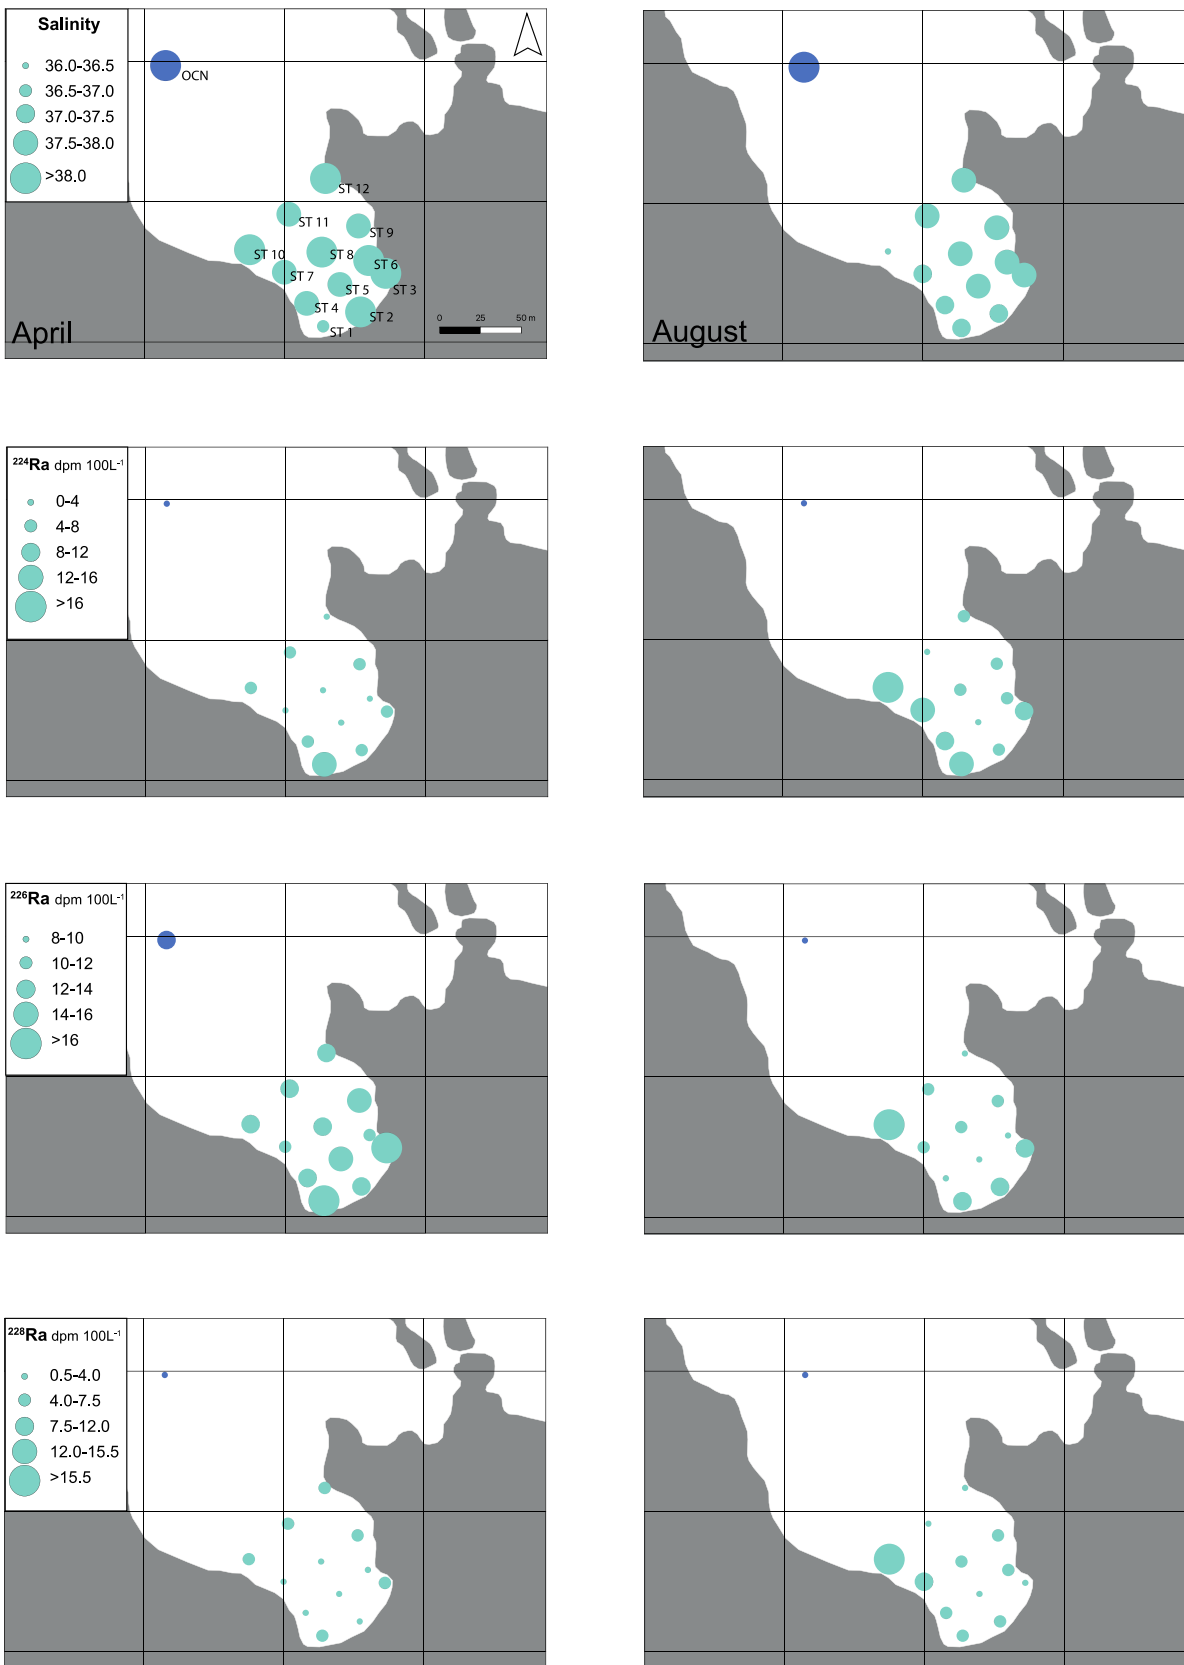 Salinity
36.0-36.5
36.5-37.0
37.0-37.5
37.5-38.0
>38.0
OCN
ST 12
ST 11
ST 9
ST 10
ST 8
ST 6
ST 7
ST 5
ST 3
ST 4
ST 2
ST 1
0 25 50 m
April
August
²²⁴Ra dpm 100L⁻¹
0-4
4-8
8-12
12-16
>16
²²⁶Ra dpm 100L⁻¹
8-10
10-12
12-14
14-16
>16
²²⁸Ra dpm 100L⁻¹
0.5-4.0
4.0-7.5
7.5-12.0
12.0-15.5
>15.5